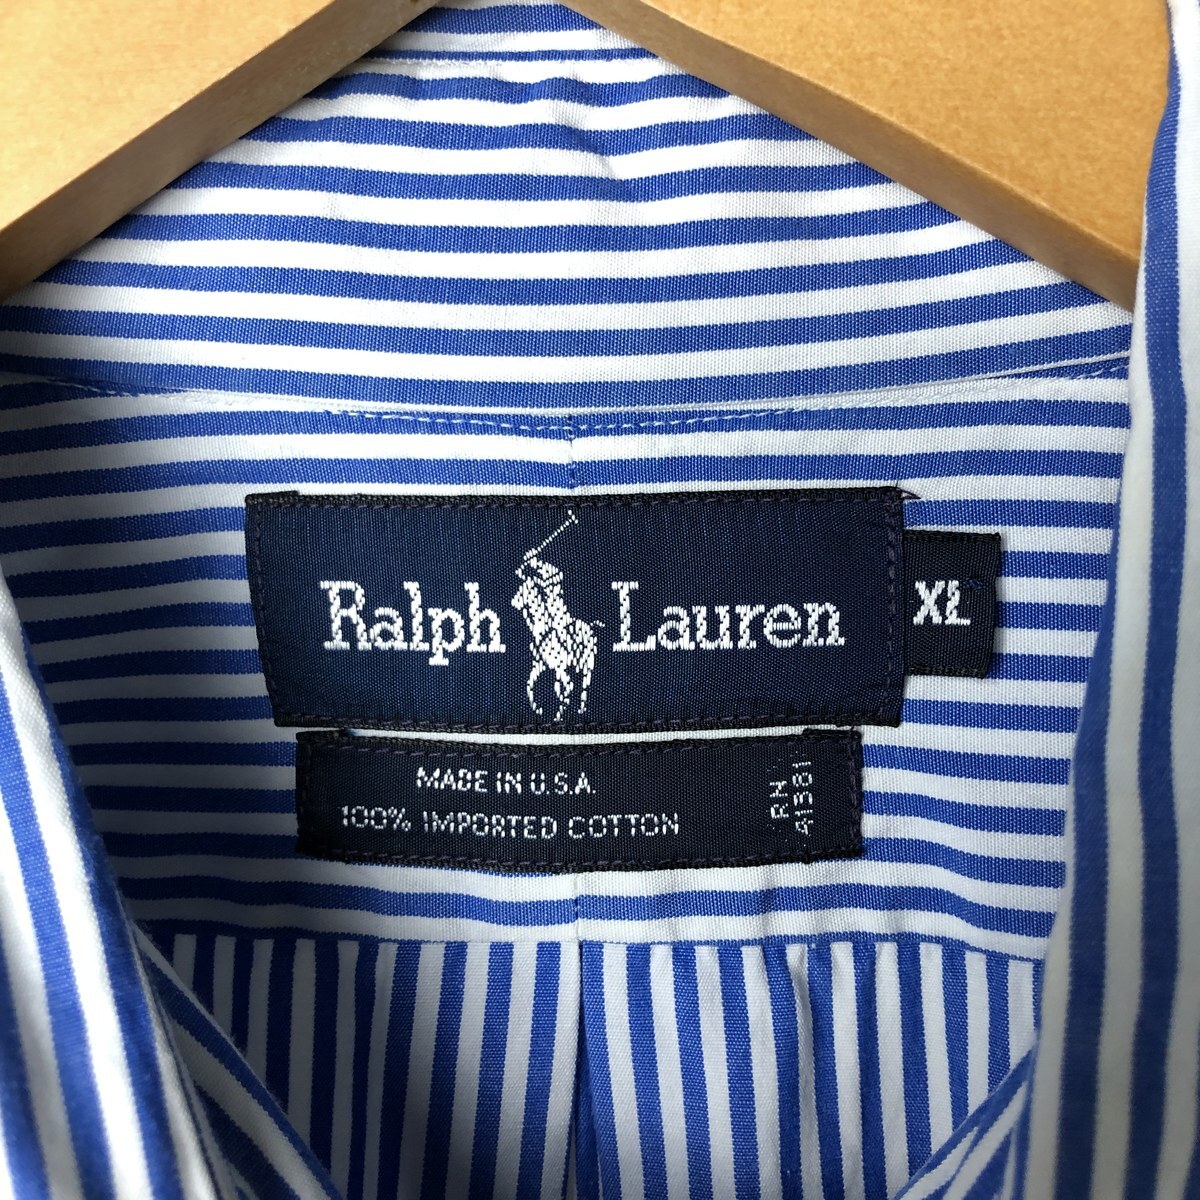 Ralph Lauren
XL
MADE IN U.S.A.
100% IMPORTED COTTON
RN
41381